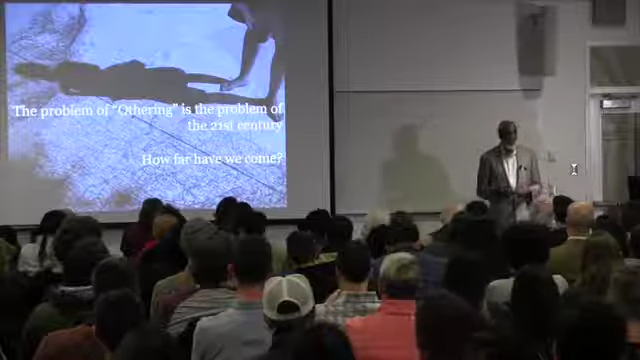 The problem of "Othering" is the problem of
the 21st century
How far have we come?